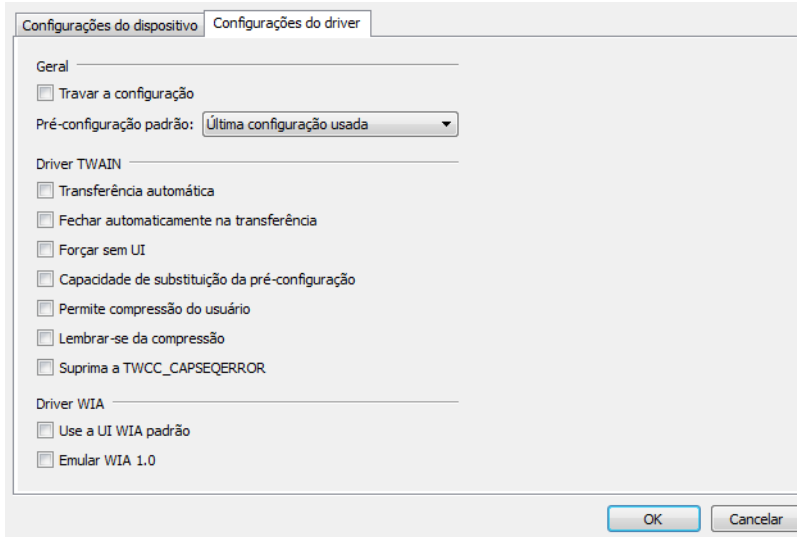 Configurações do dispositivo
Configurações do driver
Geral
Travar a configuração
Pré-configuração padrão: Última configuração usada
Driver TWAIN
Transferência automática
Fechar automaticamente na transferência
Forçar sem UI
Capacidade de substituição da pré-configuração
Permite compressão do usuário
Lembrar-se da compressão
Suprima a TWCC_CAPSEQERROR
Driver WIA
Use a UI WIA padrão
Emular WIA 1.0
OK
Cancelar